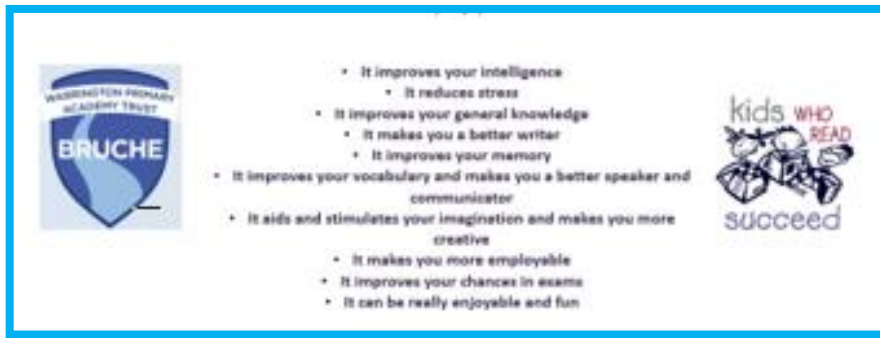 WARRINGTON PRIMARY
ACADEMY TRUST
BRUCHE
• It improves your intelligence
• It reduces stress
• It improves your general knowledge
• It makes you a better writer
• It improves your memory
• It improves your vocabulary and makes you a better speaker and
communicator
• It aids and stimulates your imagination and makes you more
creative
• It makes you more employable
• It improves your chances in exams
• It can be really enjoyable and fun
kids WHO
READ
succeed